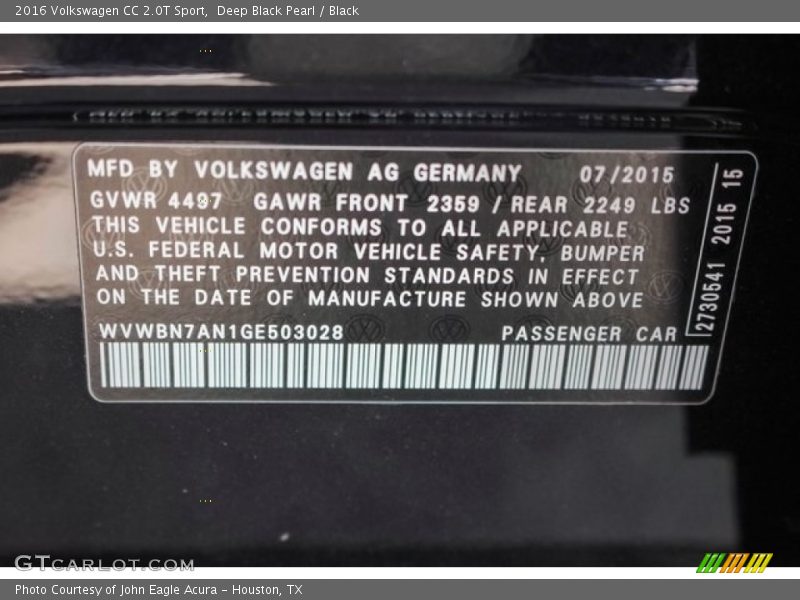 2016 Volkswagen CC 2.0T Sport,  Deep Black Pearl / Black
MFD BY VOLKSWAGEN AG GERMANY 07/2015
GVWR 4497 GAWR FRONT 2359 / REAR 2249 LBS
THIS VEHICLE CONFORMS TO ALL APPLICABLE
U.S. FEDERAL MOTOR VEHICLE SAFETY, BUMPER
AND THEFT PREVENTION STANDARDS IN EFFECT
ON THE DATE OF MANUFACTURE SHOWN ABOVE
WVWBN7AN1GE503028 PASSENGER CAR
2730541 2015 15
GTCARLOT.COM
Photo Courtesy of John Eagle Acura - Houston, TX